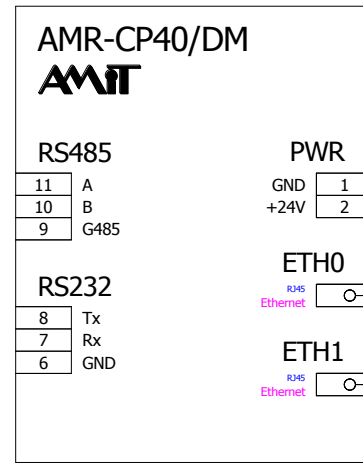 AMR-CP40/DM
AMiT
RS485
11 A
10 B
9 G485
RS232
8 Tx
7 Rx
6 GND
PWR
GND 1
+24V 2
ETH0
RJ45
Ethernet
ETH1
RJ45
Ethernet